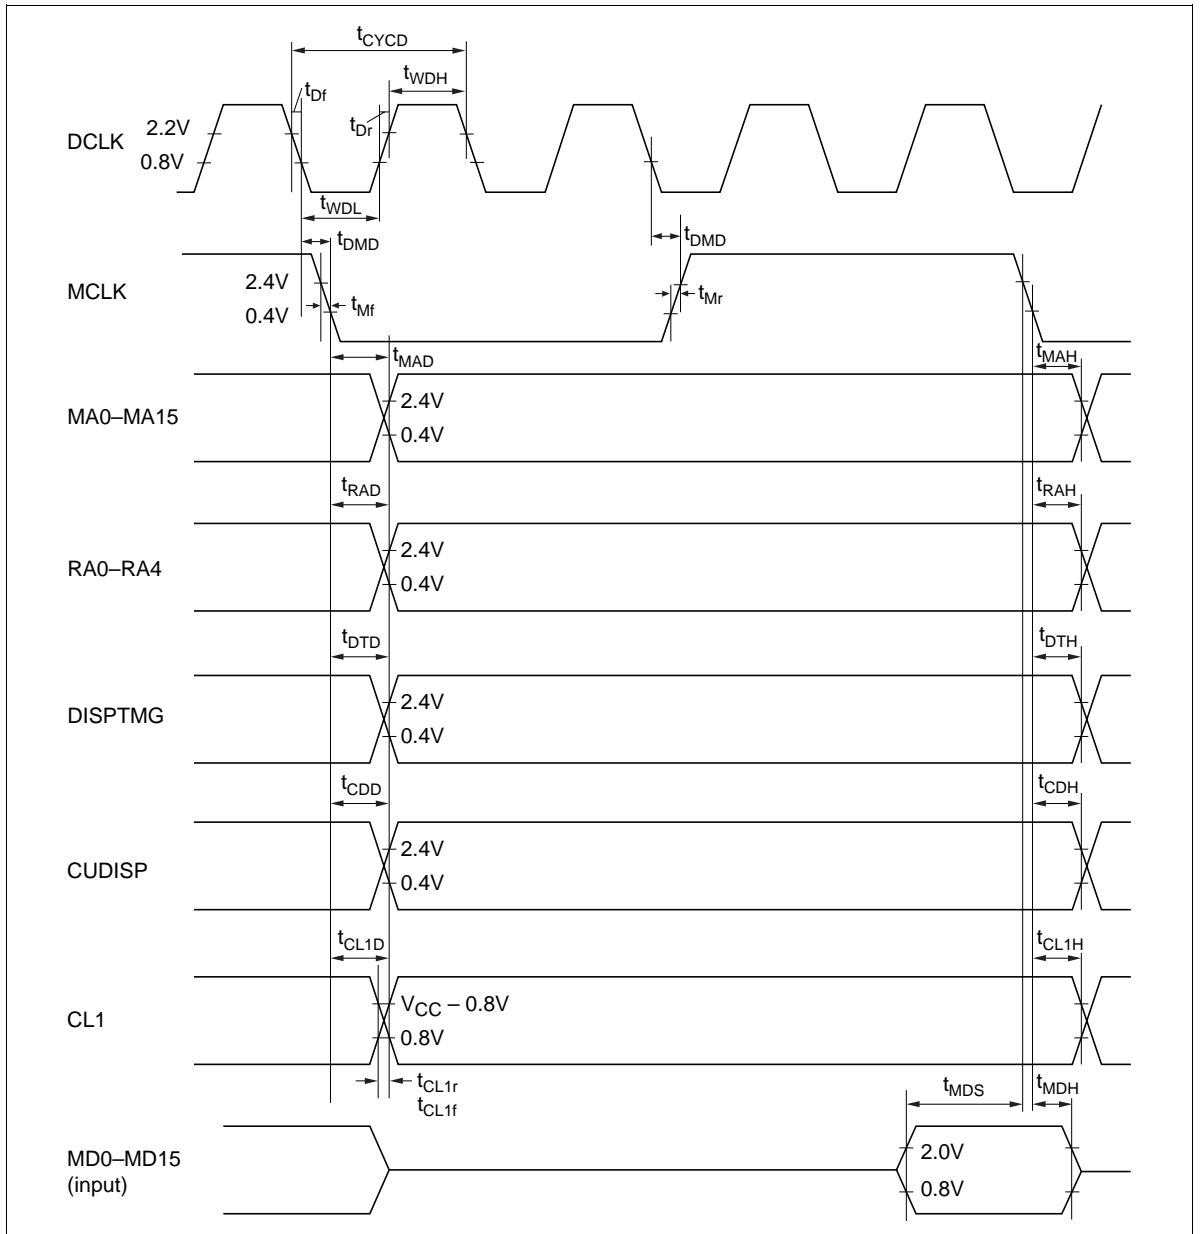 tCYCD
tWDH
tDf
tDr
DCLK
2.2V
0.8V
tWDL
tDMD
tDMD
MCLK
2.4V
0.4V
tMf
tMr
tMAD
tMAH
MA0–MA15
2.4V
0.4V
tRAD
tRAH
RA0–RA4
2.4V
0.4V
tDTD
tDTH
DISPTMG
2.4V
0.4V
tCDD
tCDH
CUDISP
2.4V
0.4V
tCL1D
tCL1H
CL1
VCC – 0.8V
0.8V
tCL1r
tCL1f
tMDS
tMDH
MD0–MD15
(input)
2.0V
0.8V